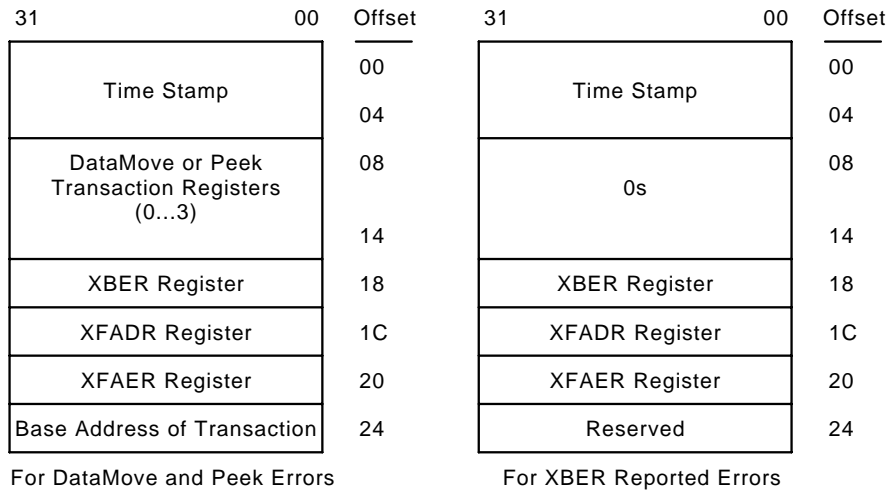 31 00 Offset
Time Stamp
00
04
DataMove or Peek
Transaction Registers
(0...3)
08
14
XBER Register 18
XFADR Register 1C
XFAER Register 20
Base Address of Transaction 24
For DataMove and Peek Errors
31 00 Offset
Time Stamp
00
04
0s
08
14
XBER Register 18
XFADR Register 1C
XFAER Register 20
Reserved 24
For XBER Reported Errors